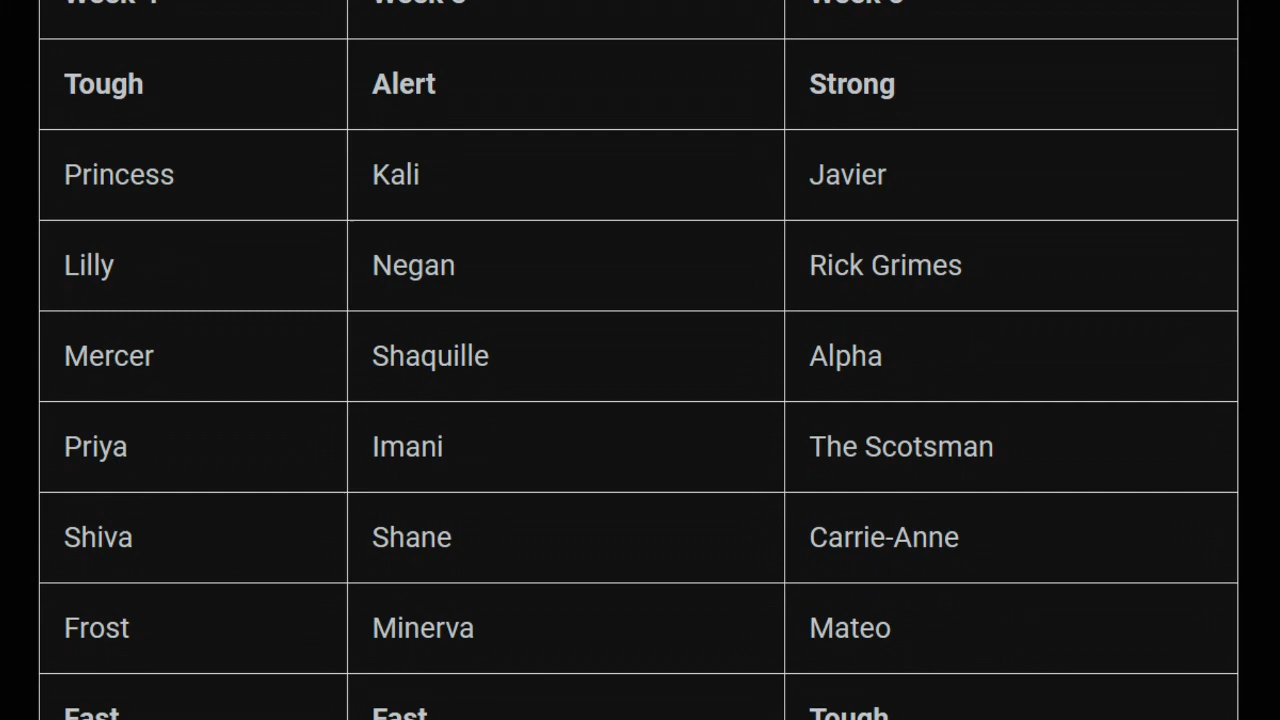 Tough Alert Strong
Princess Kali Javier
Lilly Negan Rick Grimes
Mercer Shaquille Alpha
Priya Imani The Scotsman
Shiva Shane Carrie-Anne
Frost Minerva Mateo
Fast Fast Tough